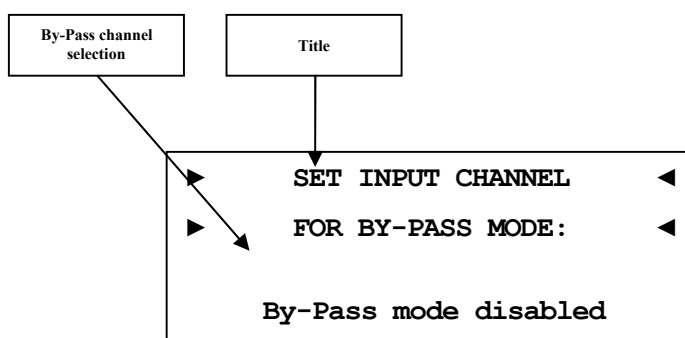 By-Pass channel
selection
Title
► SET INPUT CHANNEL ◄
► FOR BY-PASS MODE: ◄
By-Pass mode disabled